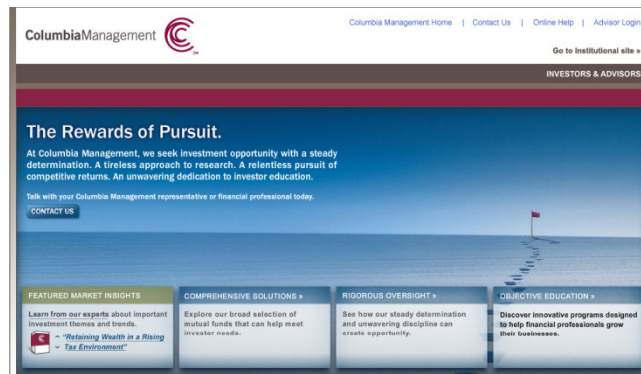 ColumbiaManagement
Columbia Management Home | Contact Us | Online Help | Advisor Login
Go to Institutional site »
INVESTORS & ADVISORS
The Rewards of Pursuit.
At Columbia Management, we seek investment opportunity with a steady
determination. A tireless approach to research. A relentless pursuit of
competitive returns. An unwavering dedication to investor education.
Talk with your Columbia Management representative or financial professional today.
CONTACT US
FEATURED MARKET INSIGHTS
Learn from our experts about important
investment themes and trends.
"Retaining Wealth in a Rising
Tax Environment"
COMPREHENSIVE SOLUTIONS »
Explore our broad selection of
mutual funds that can help meet
investor needs.
RIGOROUS OVERSIGHT »
See how our steady determination
and unwavering discipline can
create opportunity.
OBJECTIVE EDUCATION »
Discover innovative programs designed
to help financial professionals grow
their businesses.